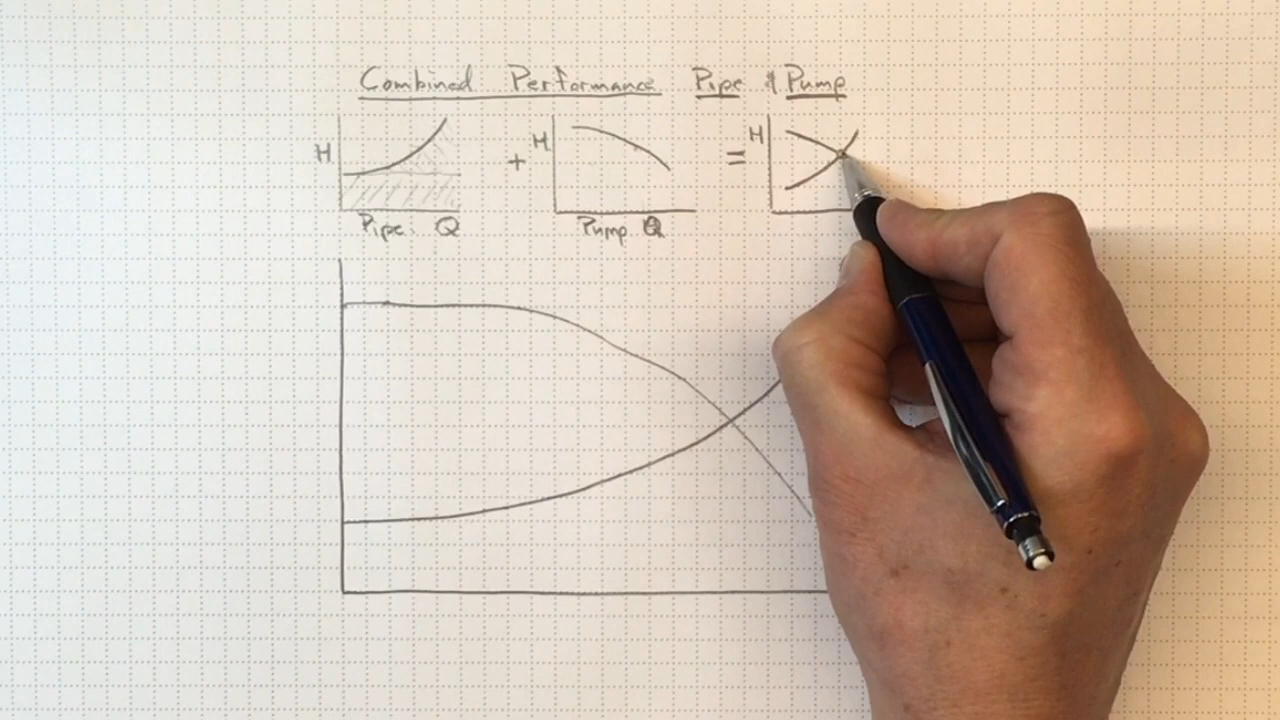 Combined Performance Pipe & Pump
H + H = H
Pipe. Q Pump Q